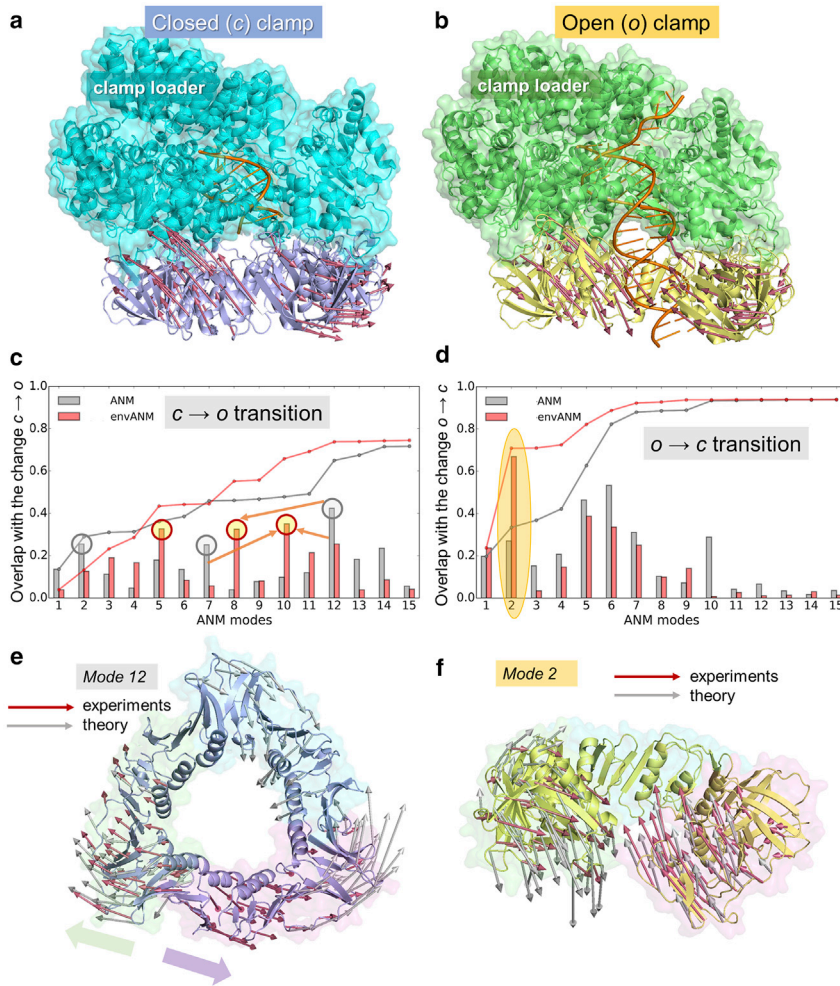 a
Closed (c) clamp
clamp loader
b
Open (o) clamp
clamp loader
c
Overlap with the change c → o
1.0
0.8
0.6
0.4
0.2
0.0
ANM
envANM
c → o transition
1 2 3 4 5 6 7 8 9 10 11 12 13 14 15
ANM modes
d
Overlap with the change o → c
1.0
0.8
0.6
0.4
0.2
0.0
ANM
envANM
o → c transition
1 2 3 4 5 6 7 8 9 10 11 12 13 14 15
ANM modes
e
Mode 12
experiments
theory
f
Mode 2
experiments
theory